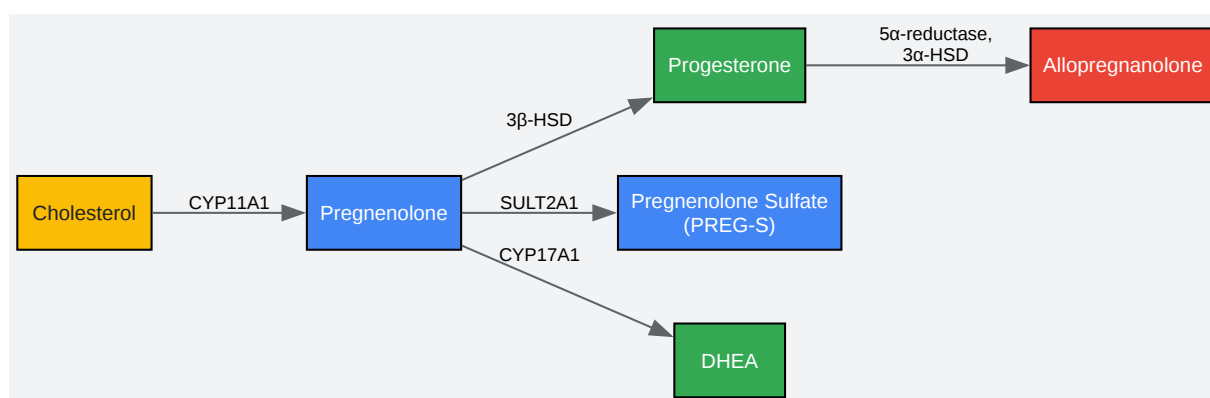 5α-reductase,
3α-HSD
Progesterone
Allopregnanolone
3β-HSD
Cholesterol
CYP11A1
Pregnenolone
SULT2A1
Pregnenolone Sulfate
(PREG-S)
CYP17A1
DHEA